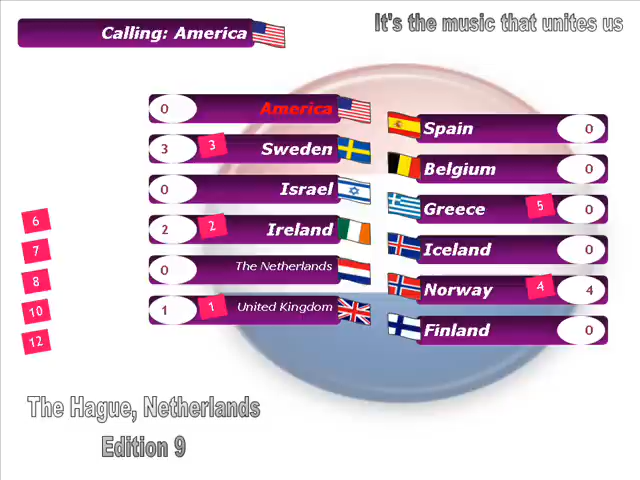 Calling: America
It's the music that unites us
0 America
3 3 Sweden
0 Israel
2 2 Ireland
0 The Netherlands
1 1 United Kingdom
Spain 0
Belgium 0
Greece 5 0
Iceland 0
Norway 4 4
Finland 0
6
7
8
10
12
The Hague, Netherlands
Edition 9